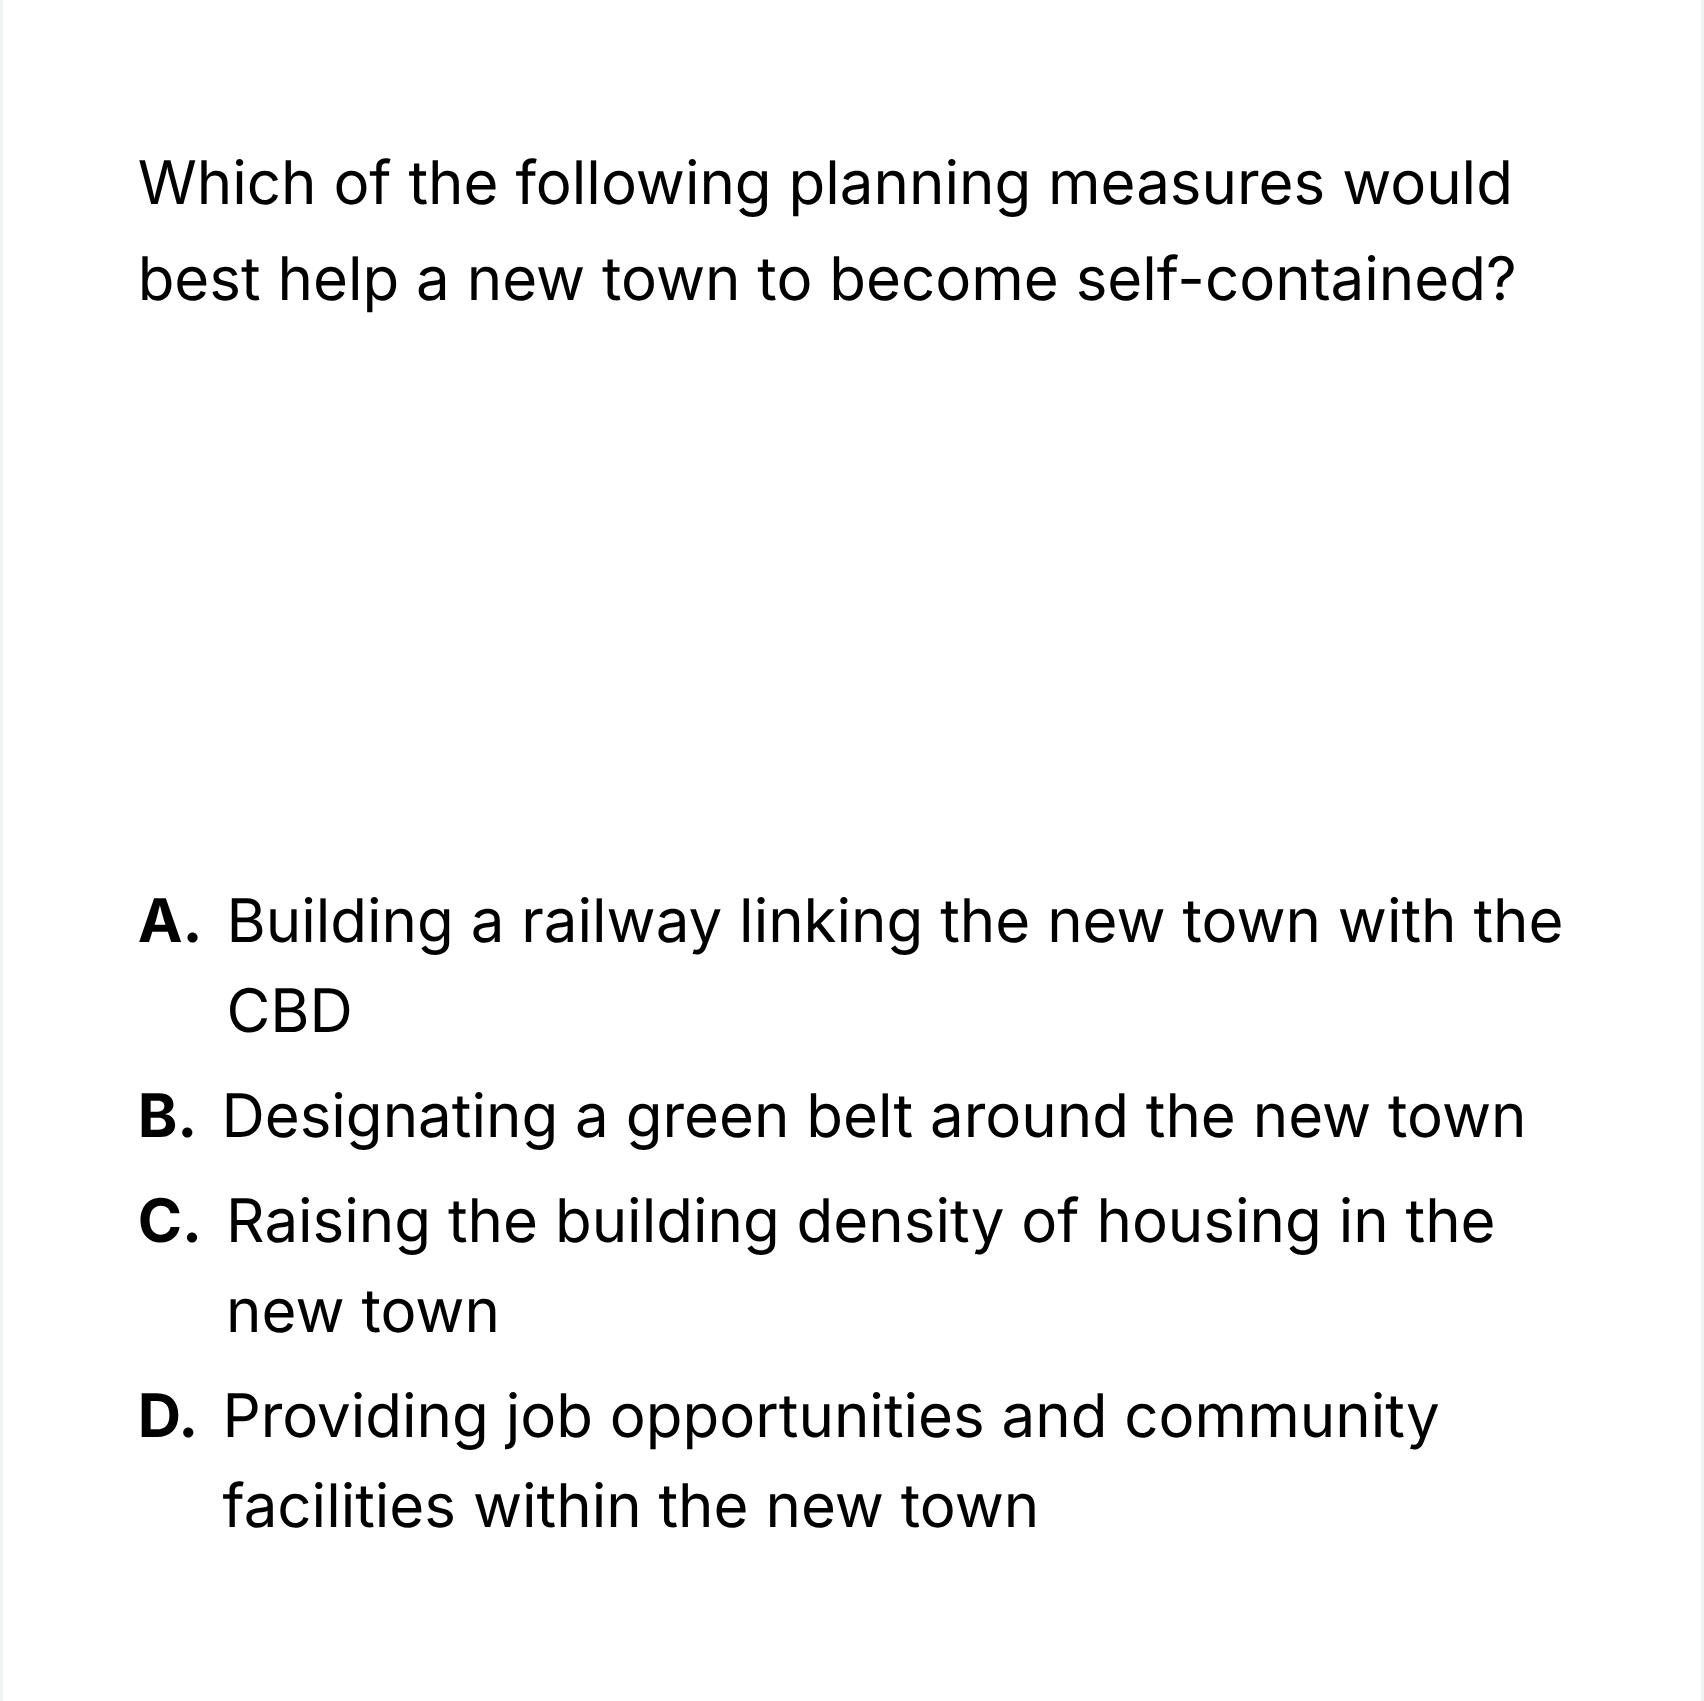 Which of the following planning measures would
best help a new town to become self-contained?
A. Building a railway linking the new town with the
CBD
B. Designating a green belt around the new town
C. Raising the building density of housing in the
new town
D. Providing job opportunities and community
facilities within the new town